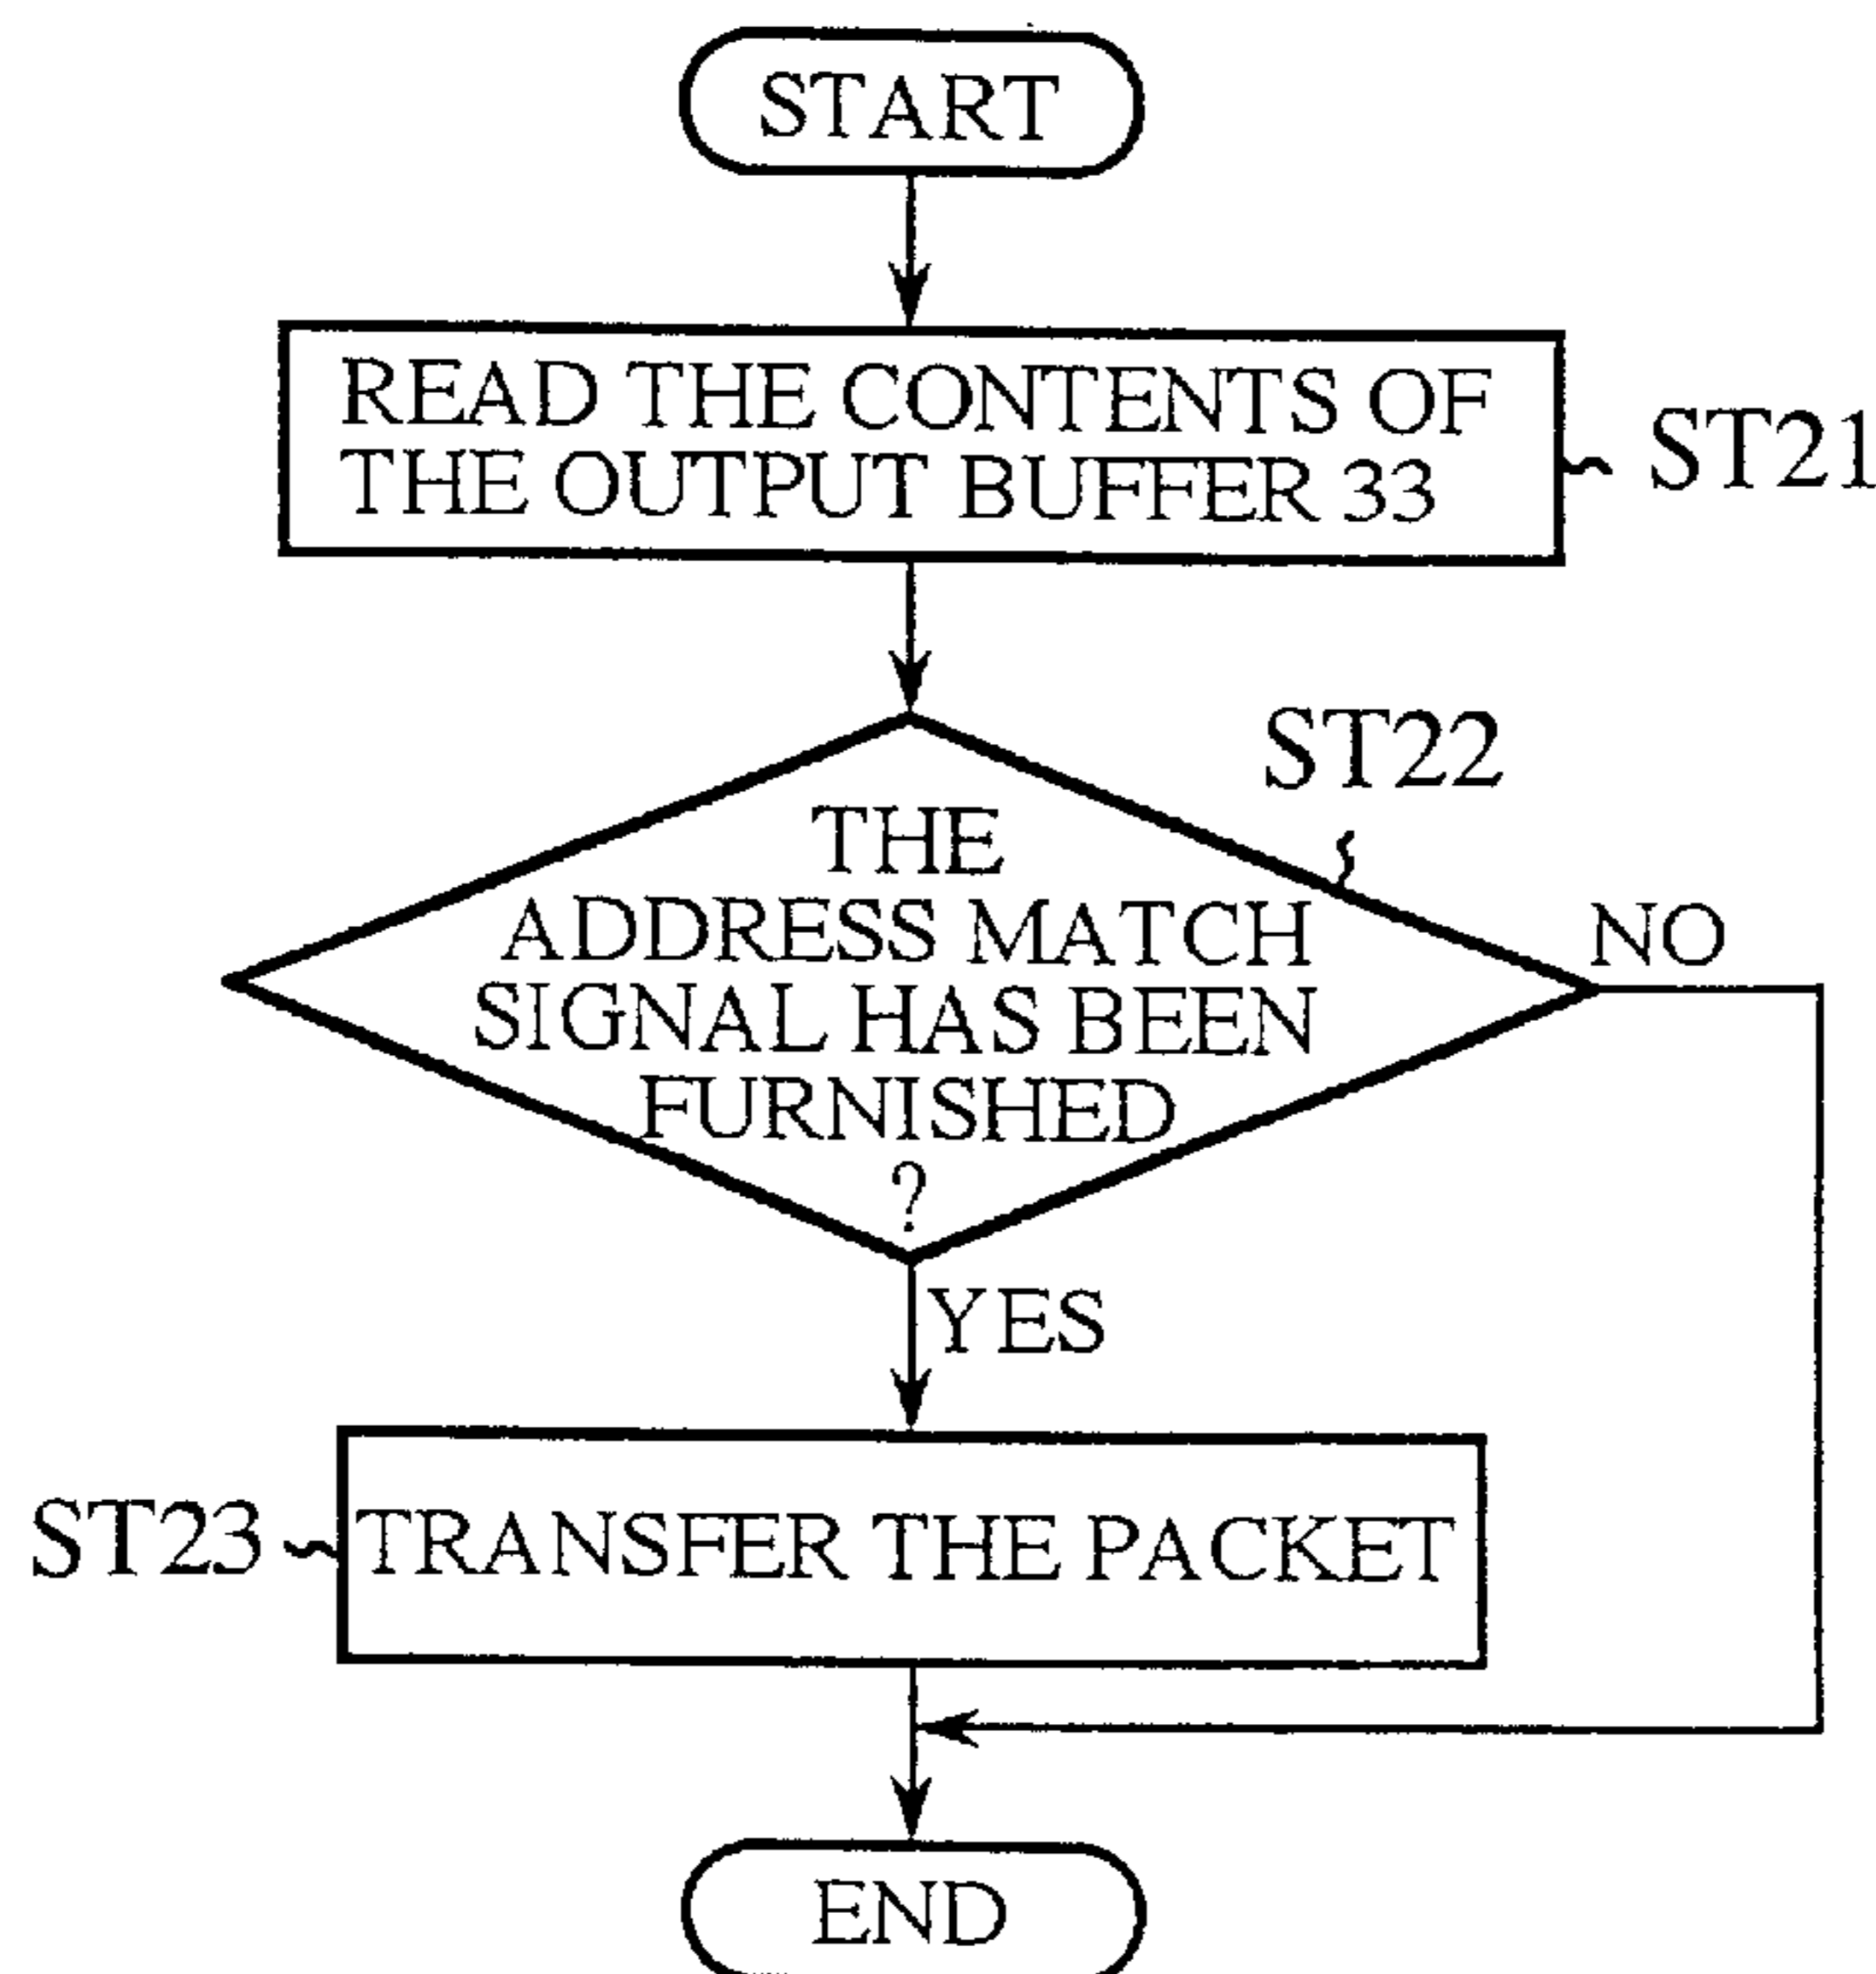 START
READ THE CONTENTS OF
THE OUTPUT BUFFER 33
ST21
ST22
THE
ADDRESS MATCH
SIGNAL HAS BEEN
FURNISHED
?
NO
YES
ST23
TRANSFER THE PACKET
END